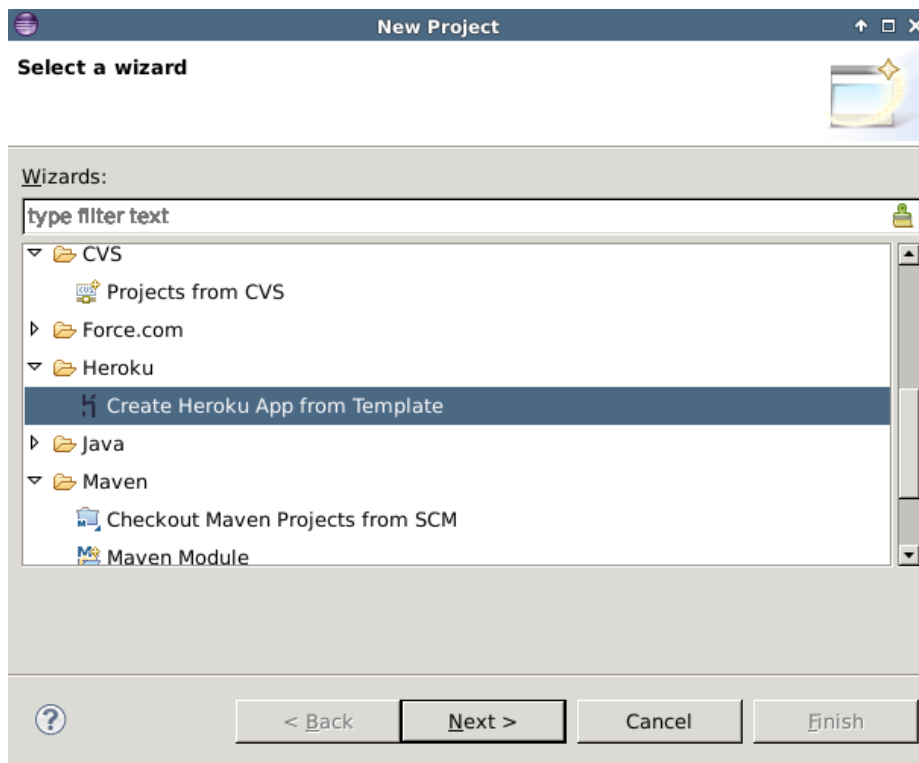 New Project
Select a wizard
Wizards:
type filter text
CVS
Projects from CVS
Force.com
Heroku
Create Heroku App from Template
Java
Maven
Checkout Maven Projects from SCM
Maven Module
?
< Back
Next >
Cancel
Finish